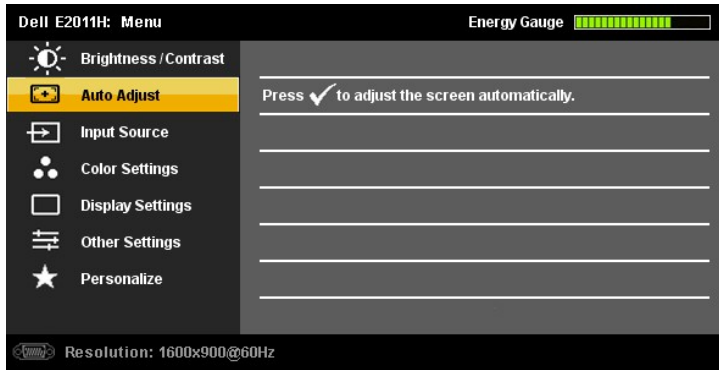 Dell E2011H: Menu
Energy Gauge
Brightness / Contrast
Auto Adjust
Press ✓ to adjust the screen automatically.
Input Source
Color Settings
Display Settings
Other Settings
Personalize
Resolution: 1600x900@60Hz